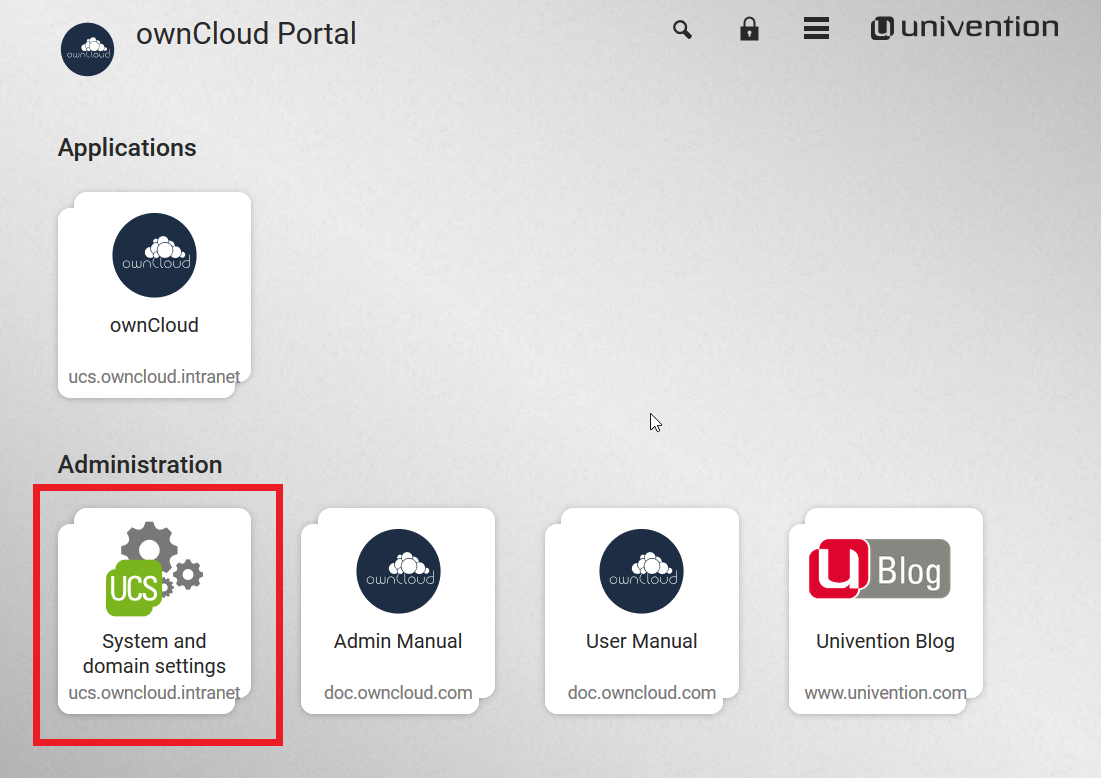 ownCloud
ownCloud Portal
univention
Applications
ownCloud
ownCloud
ucs.owncloud.intranet
Administration
UCS
System and
domain settings
ucs.owncloud.intranet
ownCloud
Admin Manual
doc.owncloud.com
ownCloud
User Manual
doc.owncloud.com
u Blog
Univention Blog
www.univention.com